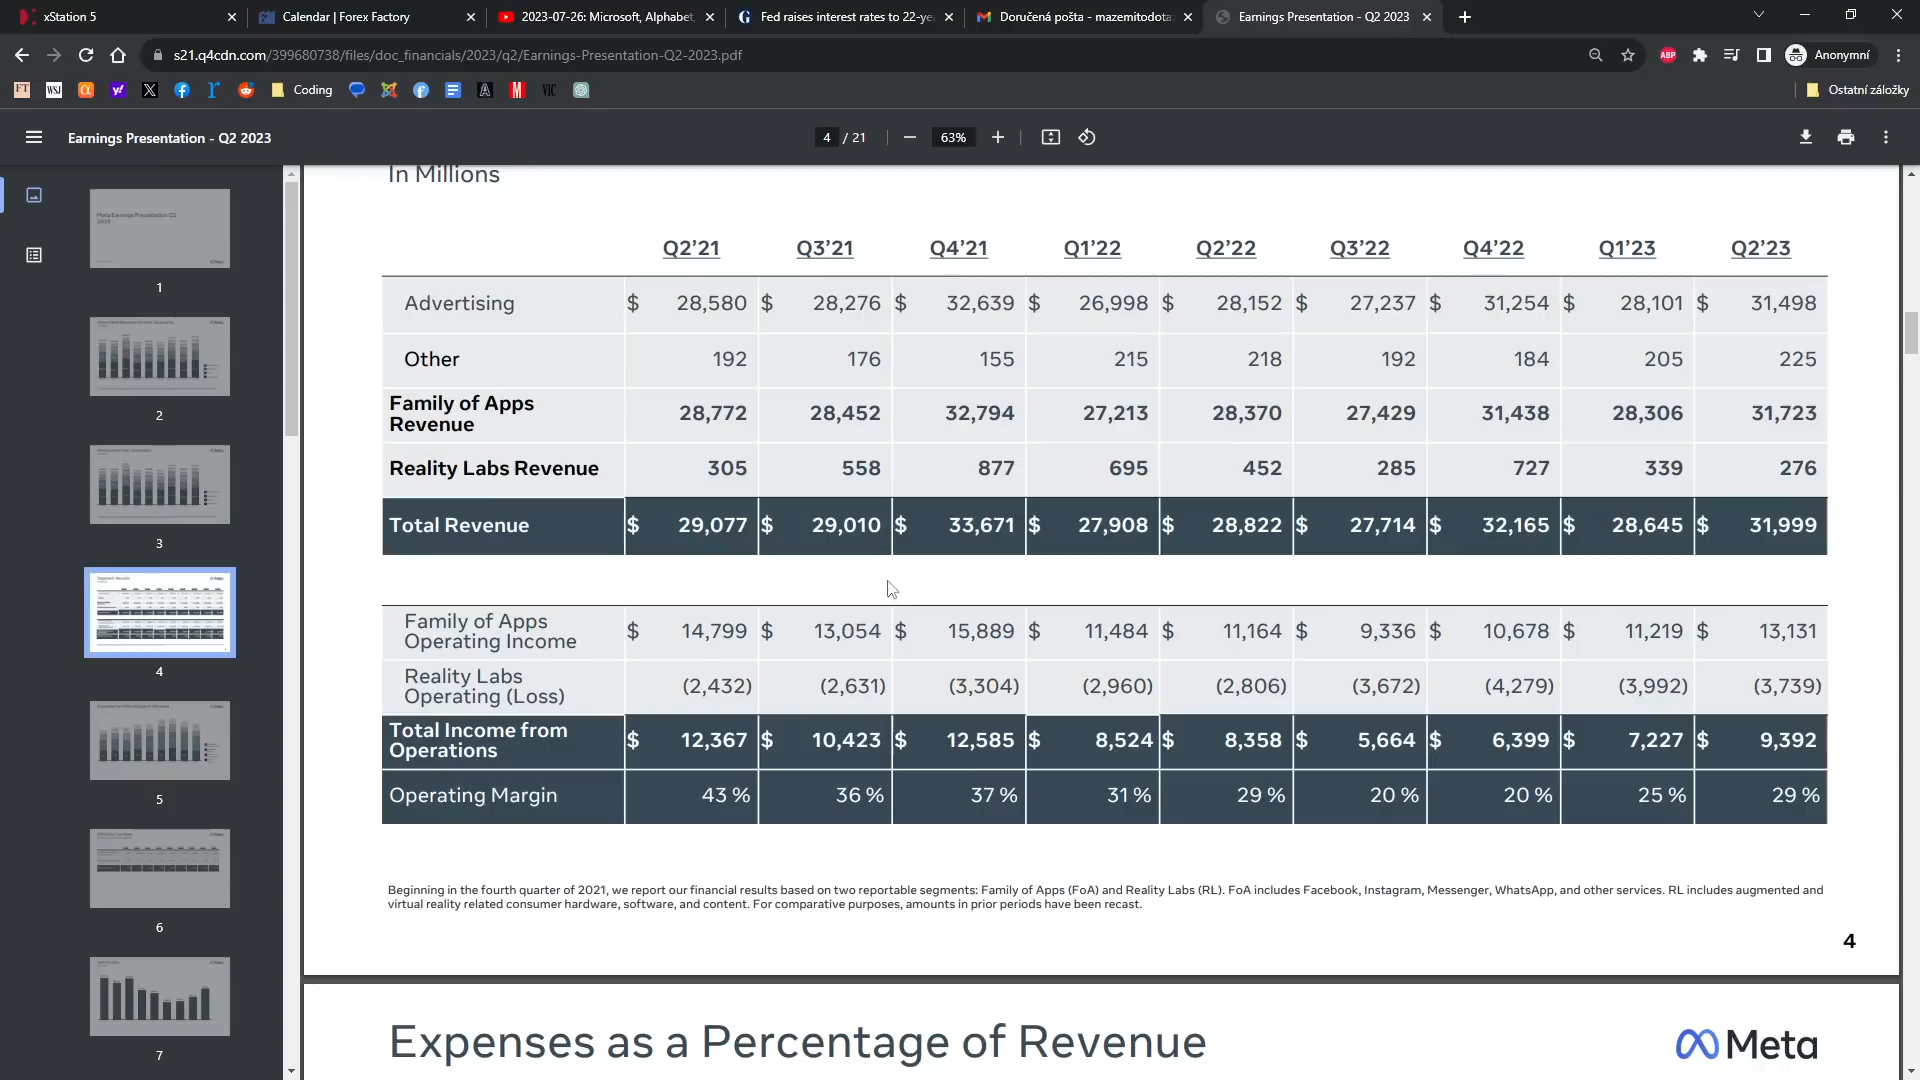 xStation 5
Calendar | Forex Factory
2023-07-26: Microsoft, Alphabet,
Fed raises interest rates to 22-ye
Doručená pošta - mazemitodota
Earnings Presentation - Q2 2023
s21.q4cdn.com/399680738/files/doc_financials/2023/q2/Earnings-Presentation-Q2-2023.pdf
ABP
Anonymní
FT
WSJ
Coding
VIC
Ostatní záložky
Earnings Presentation - Q2 2023
4 / 21
63%
1
2
3
4
5
6
7
In Millions
Q2’21 Q3’21 Q4’21 Q1’22 Q2’22 Q3’22 Q4’22 Q1’23 Q2’23
Advertising $ 28,580 $ 28,276 $ 32,639 $ 26,998 $ 28,152 $ 27,237 $ 31,254 $ 28,101 $ 31,498
Other 192 176 155 215 218 192 184 205 225
Family of Apps
Revenue 28,772 28,452 32,794 27,213 28,370 27,429 31,438 28,306 31,723
Reality Labs Revenue 305 558 877 695 452 285 727 339 276
Total Revenue $ 29,077 $ 29,010 $ 33,671 $ 27,908 $ 28,822 $ 27,714 $ 32,165 $ 28,645 $ 31,999
Family of Apps
Operating Income $ 14,799 $ 13,054 $ 15,889 $ 11,484 $ 11,164 $ 9,336 $ 10,678 $ 11,219 $ 13,131
Reality Labs
Operating (Loss) (2,432) (2,631) (3,304) (2,960) (2,806) (3,672) (4,279) (3,992) (3,739)
Total Income from
Operations $ 12,367 $ 10,423 $ 12,585 $ 8,524 $ 8,358 $ 5,664 $ 6,399 $ 7,227 $ 9,392
Operating Margin 43 % 36 % 37 % 31 % 29 % 20 % 20 % 25 % 29 %
Beginning in the fourth quarter of 2021, we report our financial results based on two reportable segments: Family of Apps (FoA) and Reality Labs (RL). FoA includes Facebook, Instagram, Messenger, WhatsApp, and other services. RL includes augmented and
virtual reality related consumer hardware, software, and content. For comparative purposes, amounts in prior periods have been recast.
4
Expenses as a Percentage of Revenue
Meta